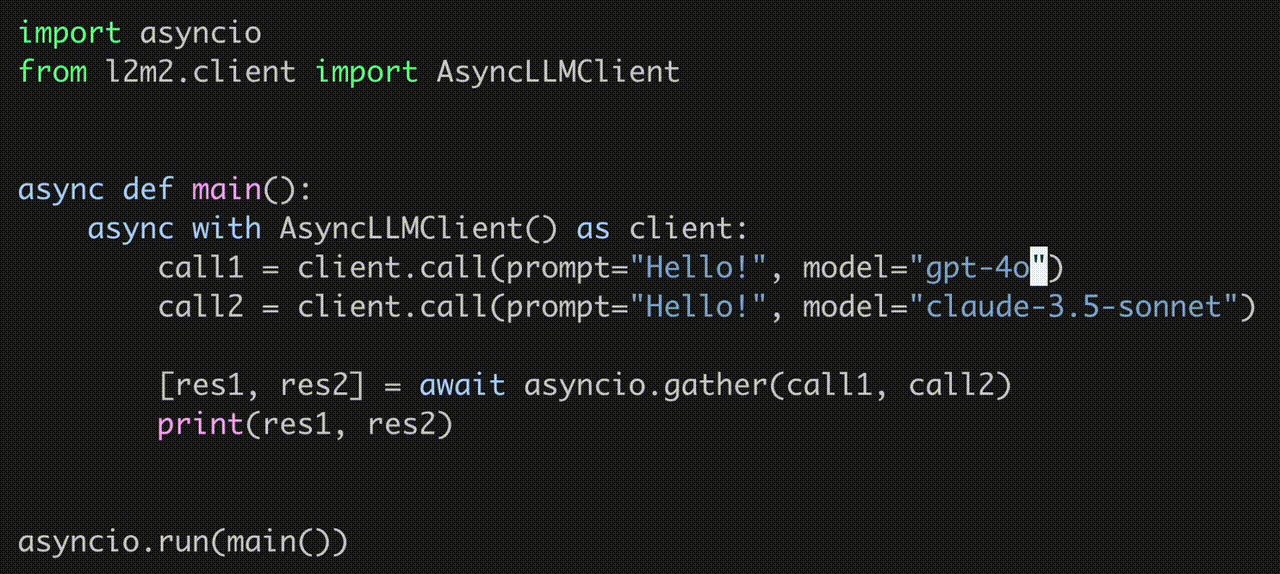 import asyncio
from l2m2.client import AsyncLLMClient
async def main():
    async with AsyncLLMClient() as client:
        call1 = client.call(prompt="Hello!", model="gpt-4o")
        call2 = client.call(prompt="Hello!", model="claude-3.5-sonnet")
        [res1, res2] = await asyncio.gather(call1, call2)
        print(res1, res2)
asyncio.run(main())